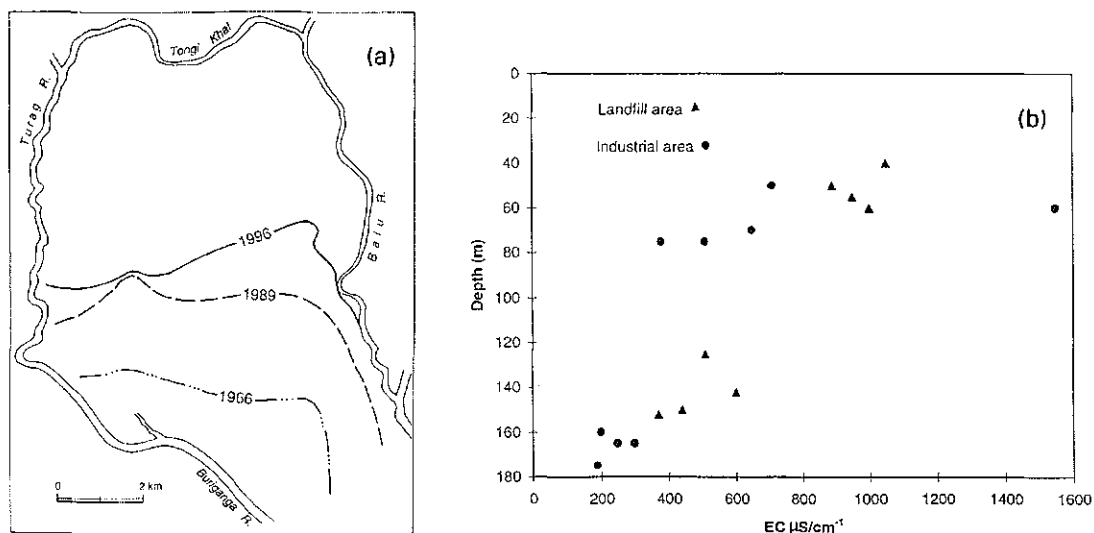 (a)
Tongi Khal
Turag R.
Balu R.
1996
1989
1966
0 2 km
Buriganga R.
(b)
Landfill area
Industrial area
Depth (m)
0
20
40
60
80
100
120
140
160
180
0 200 400 600 800 1000 1200 1400 1600
EC µS/cm⁻¹